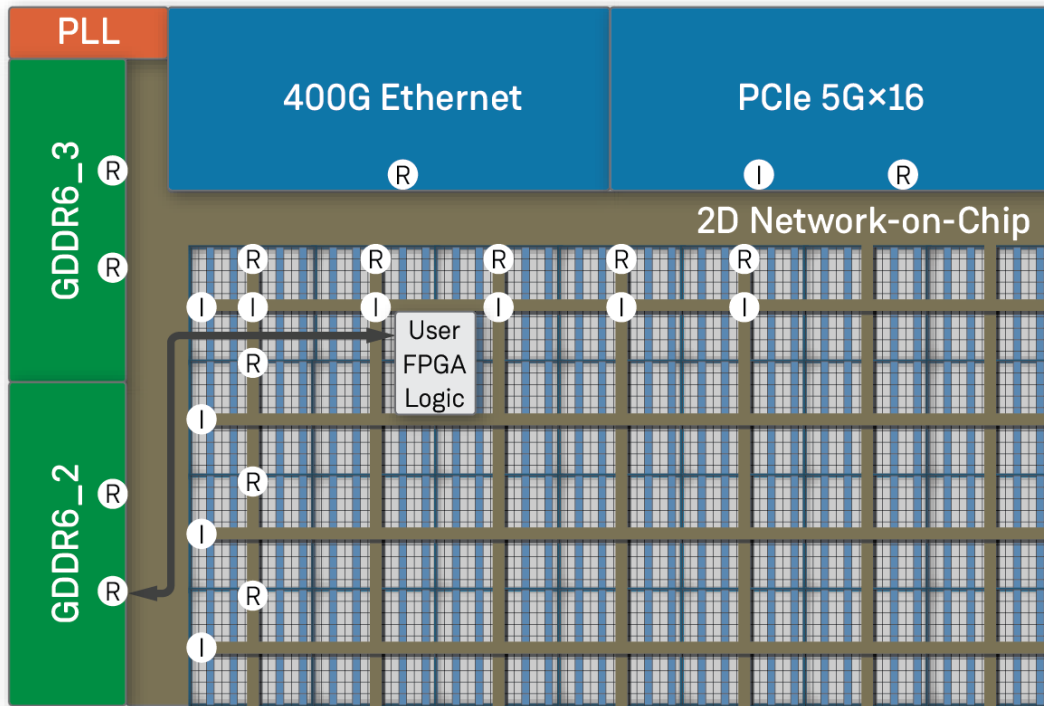 PLL
400G Ethernet
PCIe 5G×16
GDDR6_3
R
R
R
I
R
2D Network-on-Chip
R
R
R
R
R
I
I
I
I
I
I
User
FPGA
Logic
R
I
GDDR6_2
R
R
R
I
R
I